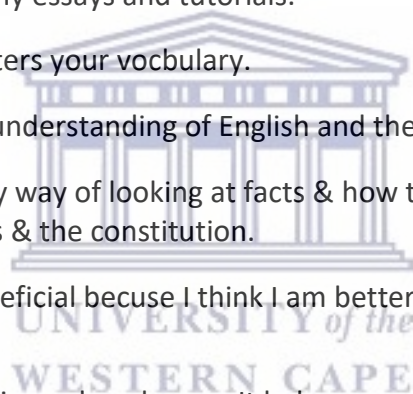 ny essays and tutorials.
ters your vocbulary.
understanding of English and the
y way of looking at facts & how t
s & the constitution.
eficial becuse I think I am better
UNIVERSITY of the
WESTERN CAPE